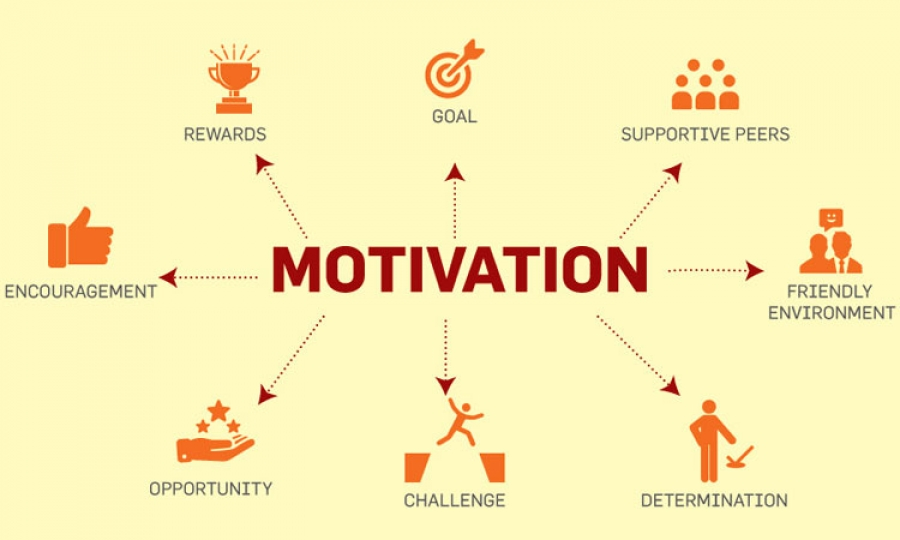 GOAL
REWARDS
SUPPORTIVE PEERS
MOTIVATION
ENCOURAGEMENT
FRIENDLY
ENVIRONMENT
OPPORTUNITY
CHALLENGE
DETERMINATION